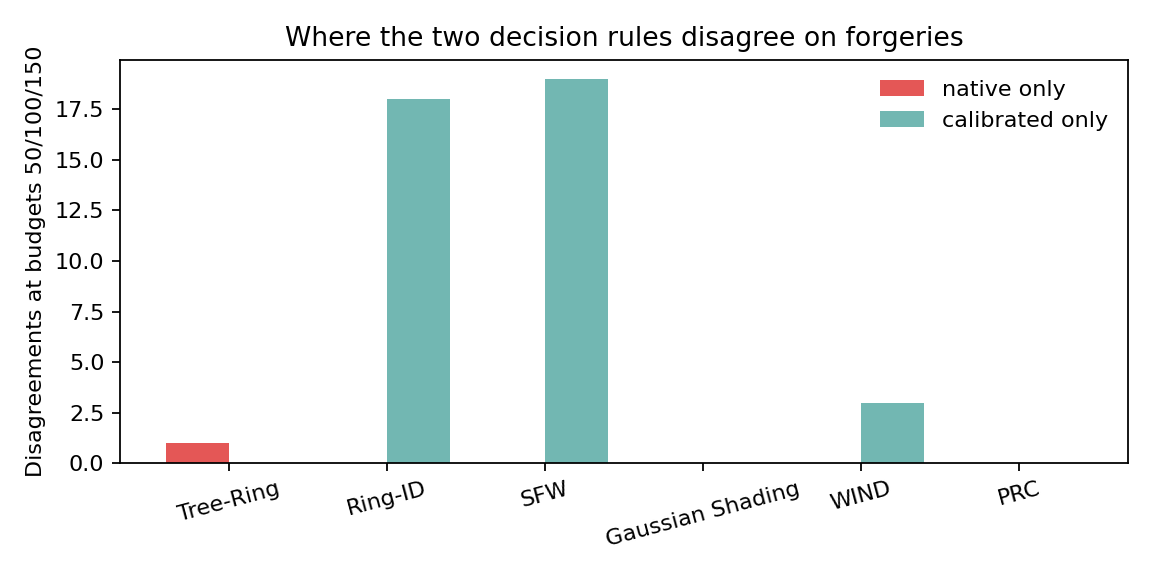 Where the two decision rules disagree on forgeries
Disagreements at budgets 50/100/150
17.5
15.0
12.5
10.0
7.5
5.0
2.5
0.0
native only
calibrated only
Tree-Ring
Ring-ID
SFW
Gaussian Shading
WIND
PRC